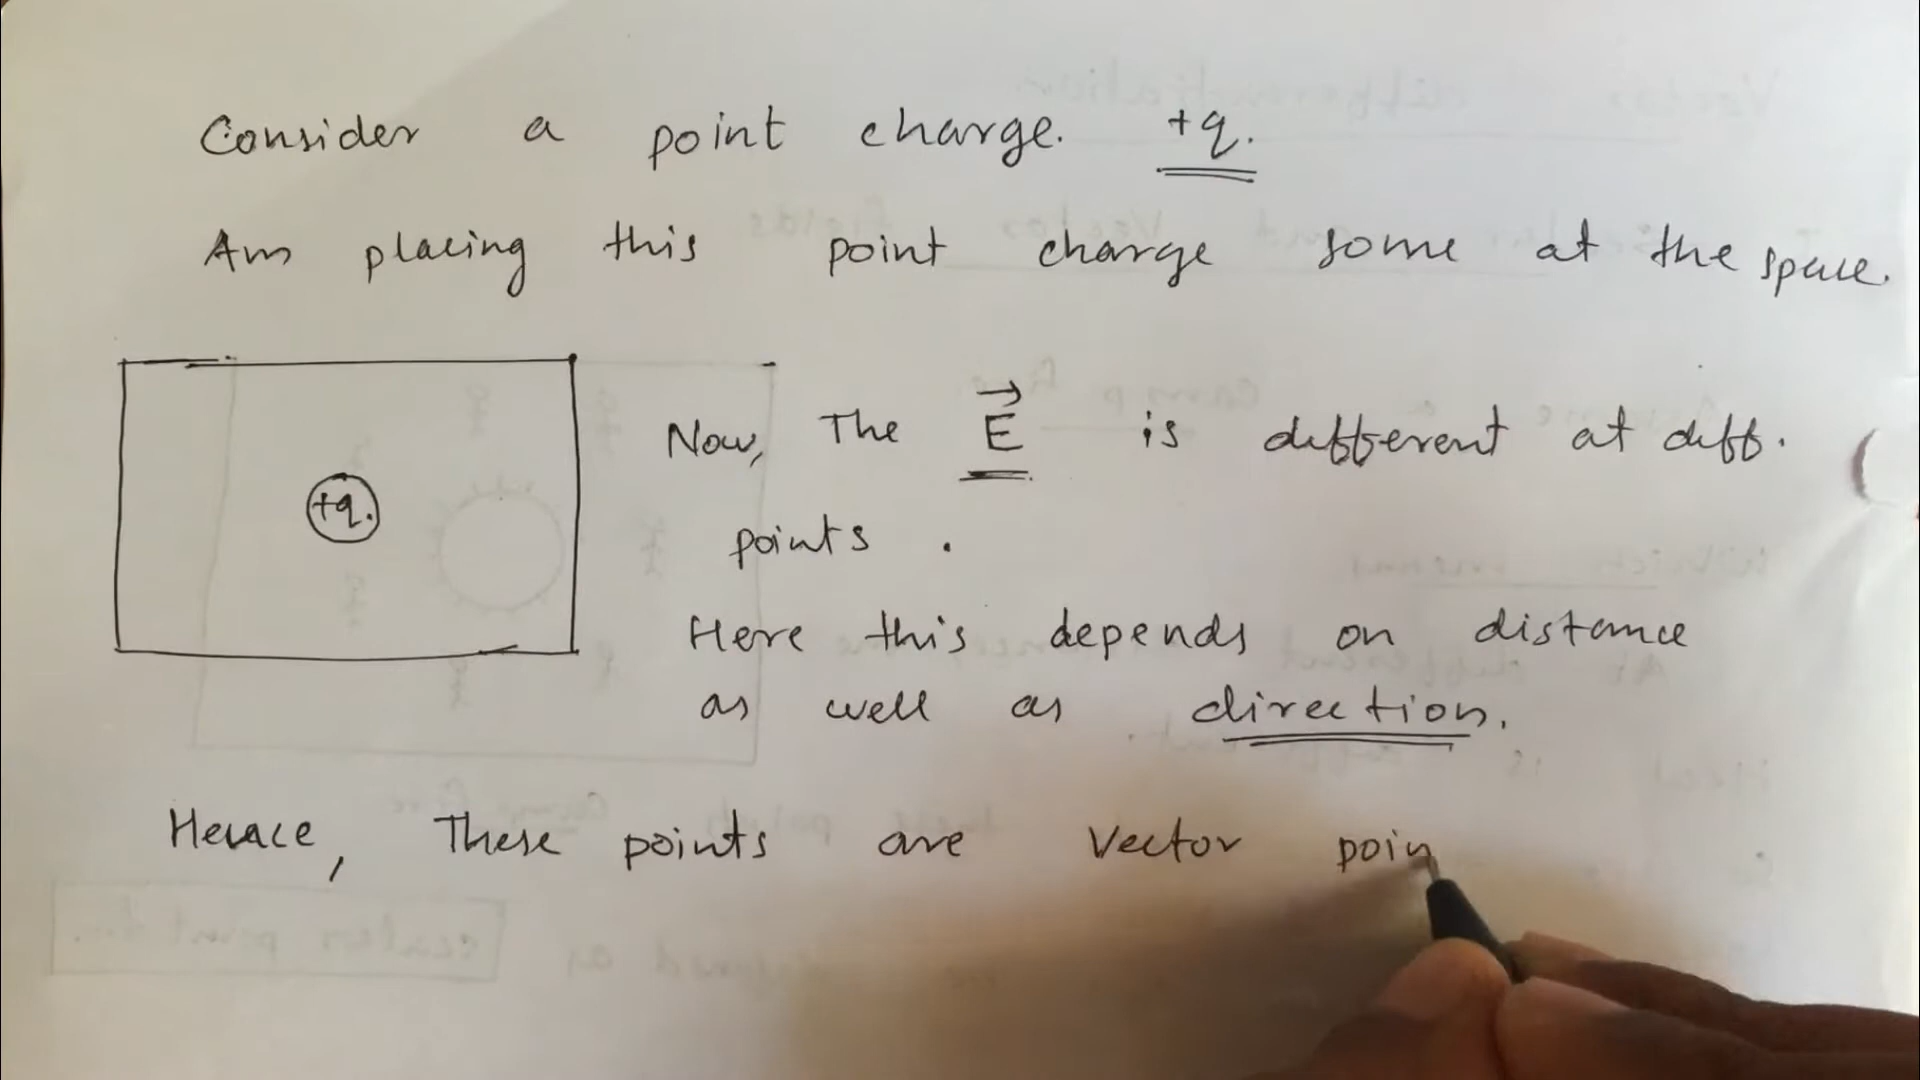 Consider a point charge. +q.
Am placing this point charge some at the space.
+q.
Now, The E is different at diff.
points .
Here this depends on distance
as well as direction.
Henace, These points are Vector poin